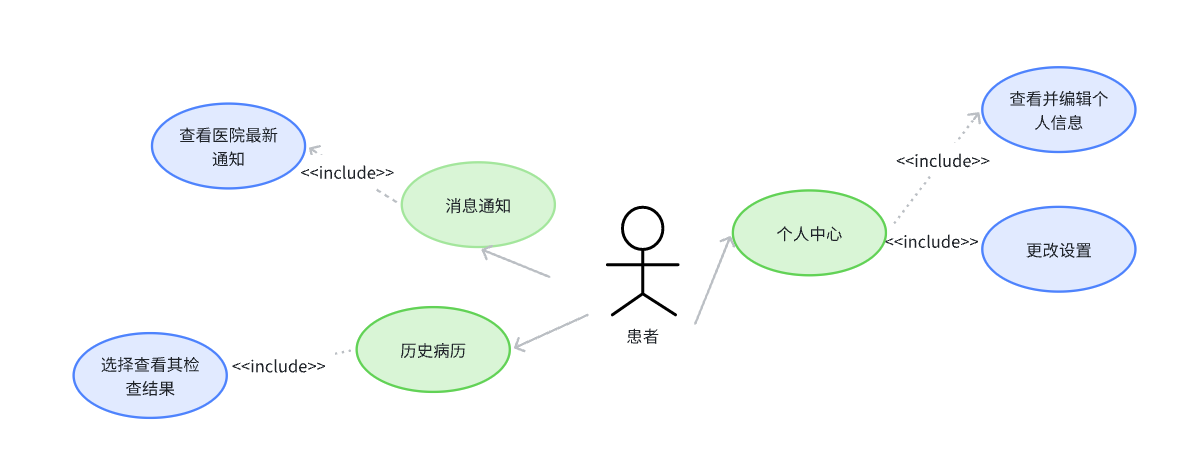 查看医院最新
通知
<<include>>
消息通知
选择查看其检
查结果
<<include>>
历史病历
患者
个人中心
<<include>>
查看并编辑个
人信息
<<include>>
更改设置